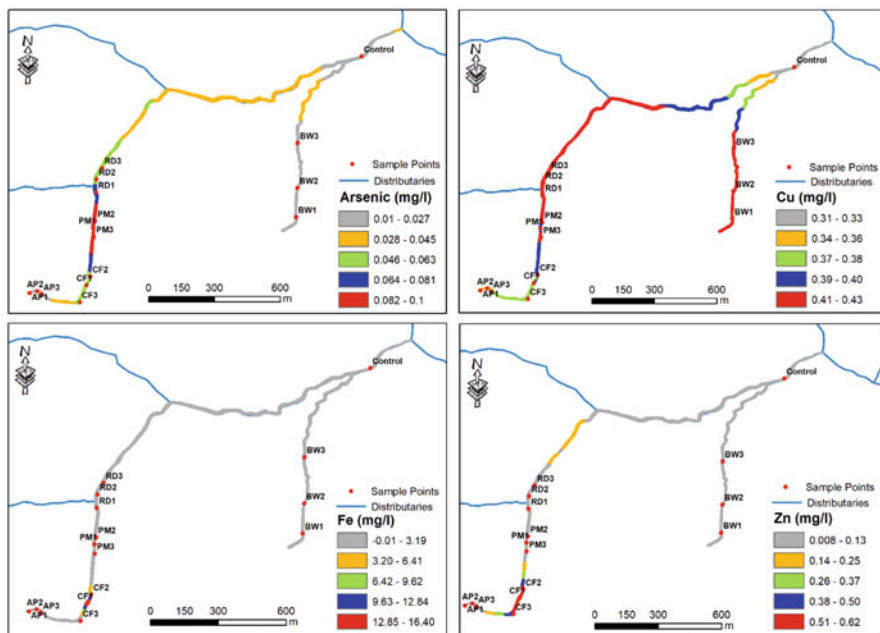 N
Control
BW3
RD3
RD2
RD1
BW2
PM2
PM1
PM3
BW1
CF2
CF1
AP2
AP3
AP1
CF3
Sample Points
Distributaries
Arsenic (mg/l)
0.01 - 0.027
0.028 - 0.045
0.046 - 0.063
0.064 - 0.081
0.082 - 0.1
0 150 300 600
m
N
Control
BW3
RD3
RD2
RD1
BW2
PM2
PM1
PM3
BW1
CF2
CF1
AP2
AP3
AP1
CF3
Sample Points
Distributaries
Cu (mg/l)
0.31 - 0.33
0.34 - 0.36
0.37 - 0.38
0.39 - 0.40
0.41 - 0.43
0 150 300 600
m
N
Control
BW3
RD3
RD2
RD1
BW2
PM2
PM1
PM3
BW1
CF2
CF1
AP2
AP3
AP1
CF3
Sample Points
Distributaries
Fe (mg/l)
-0.01 - 3.19
3.20 - 6.41
6.42 - 9.62
9.63 - 12.84
12.85 - 16.40
0 150 300 600
m
N
Control
BW3
RD3
RD2
RD1
BW2
PM2
PM1
PM3
BW1
CF2
CF1
AP2
AP3
AP1
CF3
Sample Points
Distributaries
Zn (mg/l)
0.008 - 0.13
0.14 - 0.25
0.26 - 0.37
0.38 - 0.50
0.51 - 0.62
0 150 300 600
m